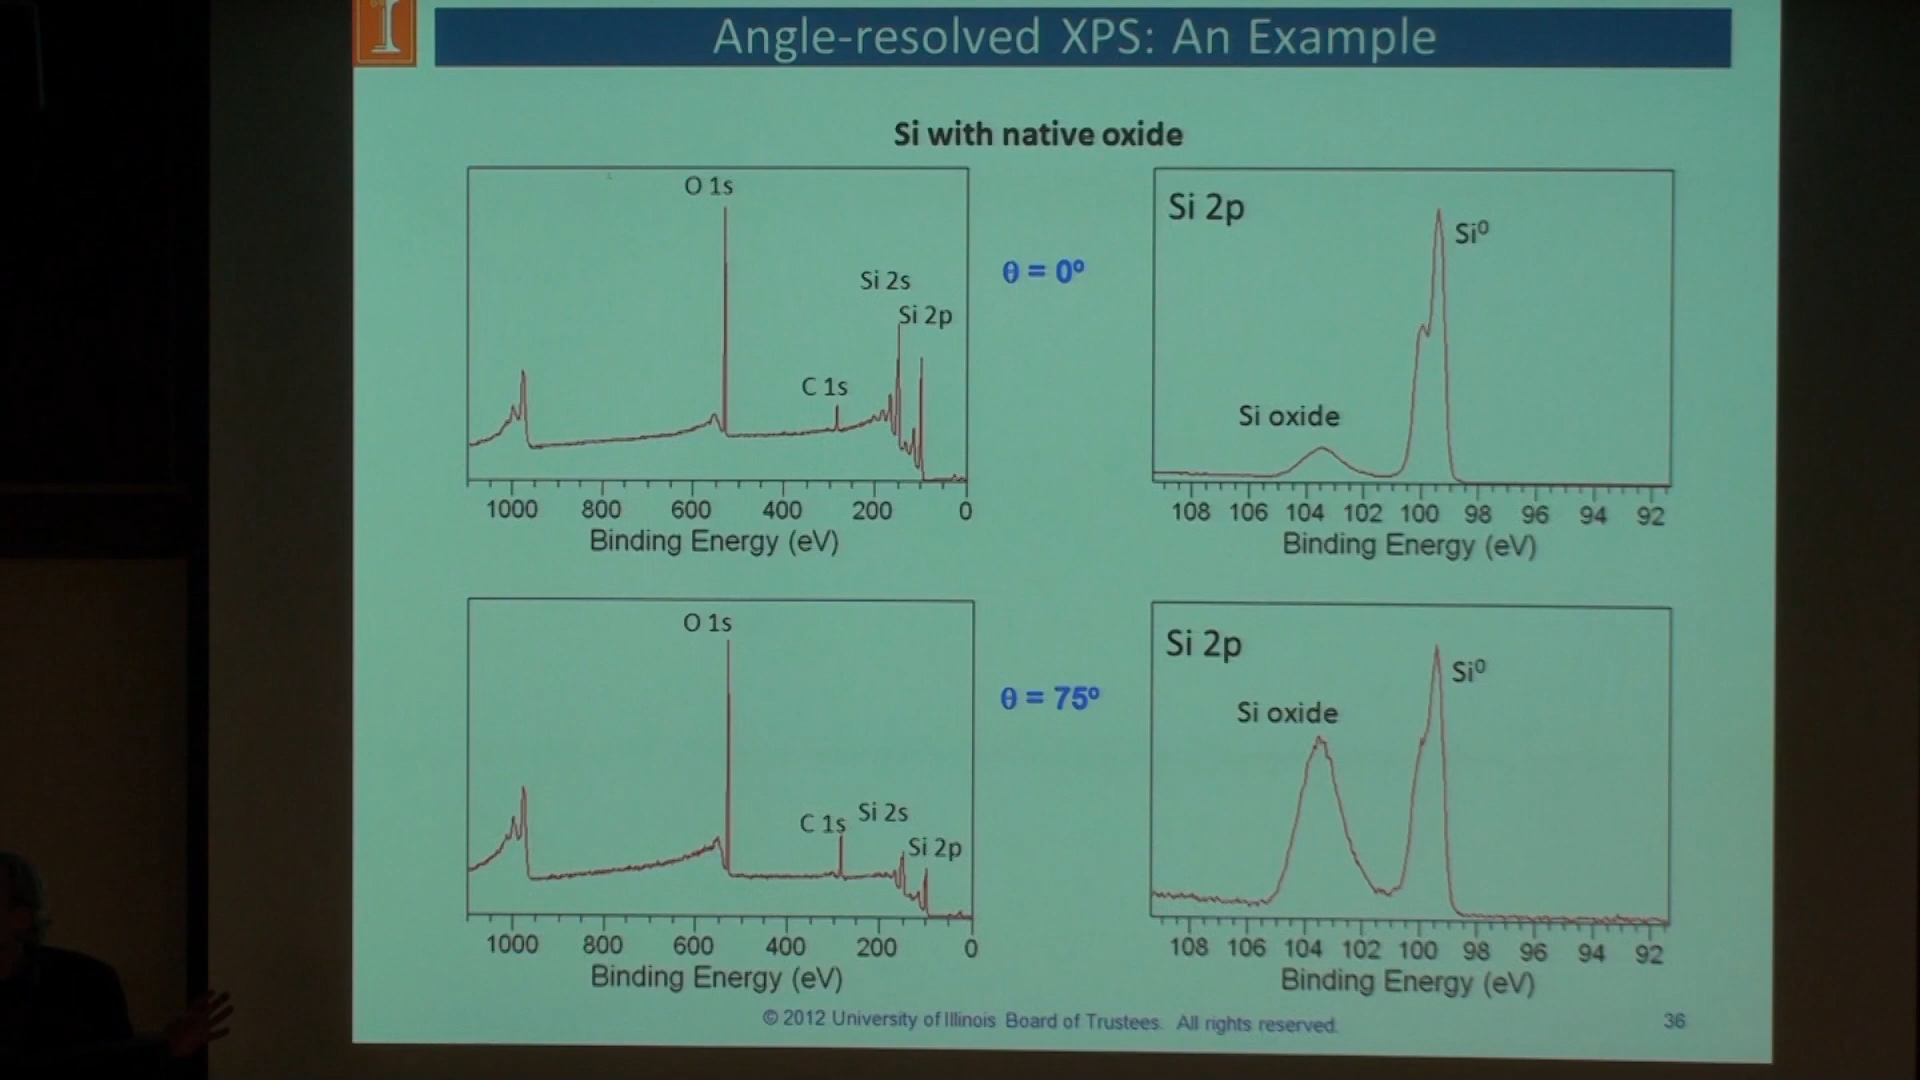 Angle-resolved XPS: An Example
Si with native oxide
O 1s
Si 2s
Si 2p
C 1s
1000 800 600 400 200 0
Binding Energy (eV)
θ = 0º
Si 2p
Si⁰
Si oxide
108 106 104 102 100 98 96 94 92
Binding Energy (eV)
O 1s
C 1s
Si 2s
Si 2p
1000 800 600 400 200 0
Binding Energy (eV)
θ = 75º
Si 2p
Si⁰
Si oxide
108 106 104 102 100 98 96 94 92
Binding Energy (eV)
© 2012 University of Illinois Board of Trustees. All rights reserved.
36